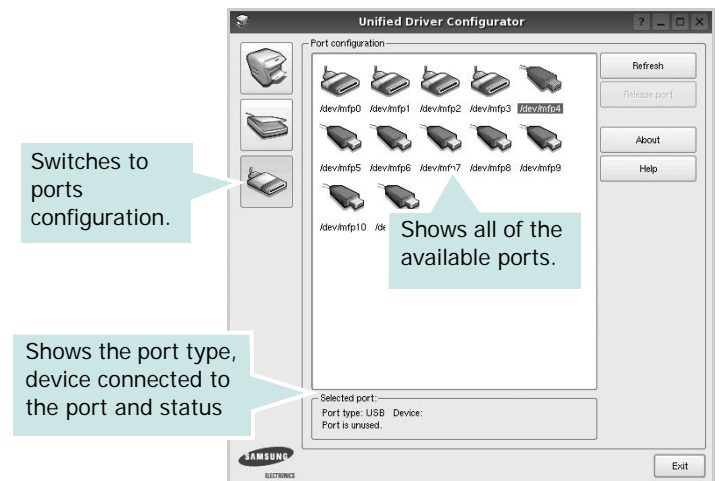 Unified Driver Configurator
Port configuration
/dev/mfp0 /dev/mfp1 /dev/mfp2 /dev/mfp3 /dev/mfp4
/dev/mfp5 /dev/mfp6 /dev/mfp7 /dev/mfp8 /dev/mfp9
/dev/mfp10
Refresh
Release port
About
Help
Switches to
ports
configuration.
Shows all of the
available ports.
Shows the port type,
device connected to
the port and status
Selected port:
Port type: USB Device:
Port is unused.
SAMSUNG
ELECTRONICS
Exit